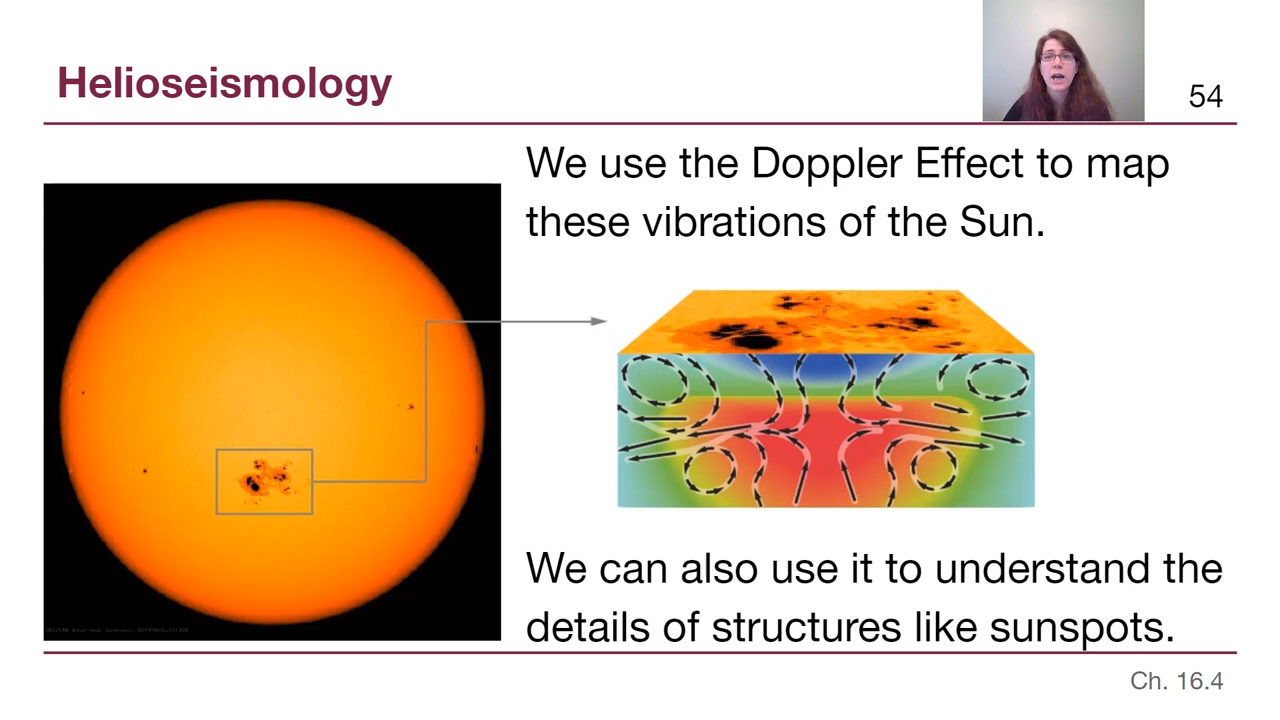 Helioseismology
54
We use the Doppler Effect to map
these vibrations of the Sun.
We can also use it to understand the
details of structures like sunspots.
Ch. 16.4